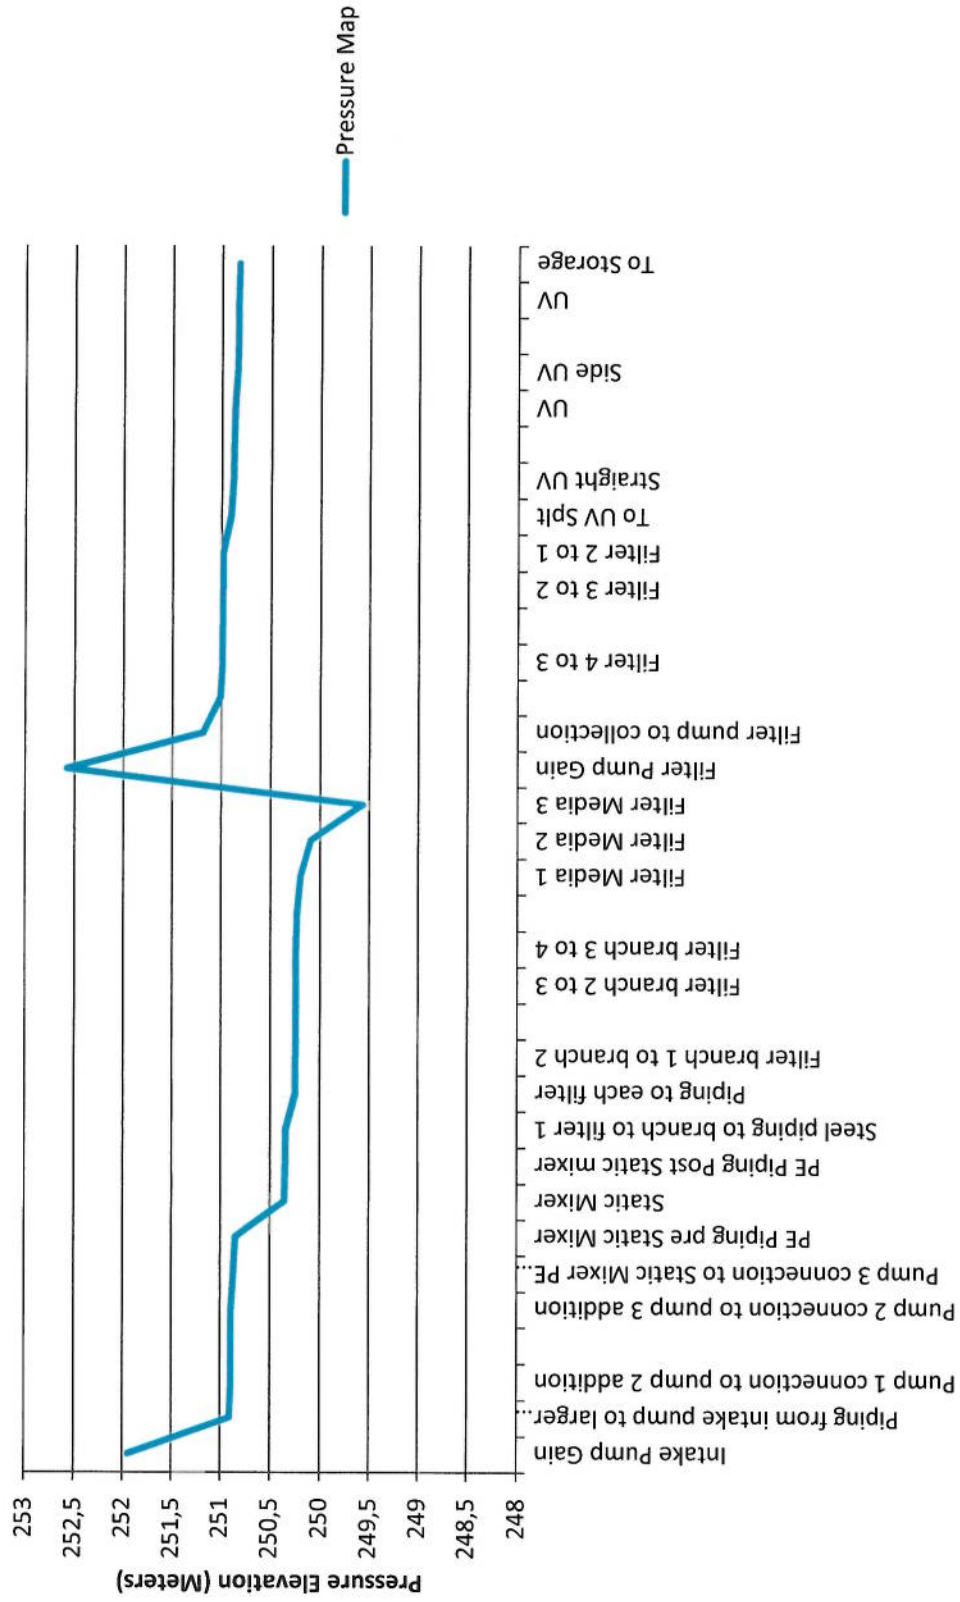 Pressure Elevation (Meters)
253
252,5
252
251,5
251
250,5
250
249,5
249
248,5
248
Intake Pump Gain
Piping from intake pump to larger...
Pump 1 connection to pump 2 addition
Pump 2 connection to pump 3 addition
Pump 3 connection to Static Mixer PE...
PE Piping pre Static Mixer
Static Mixer
PE Piping Post Static mixer
Steel piping to branch to filter 1
Piping to each filter
Filter branch 1 to branch 2
Filter branch 2 to 3
Filter branch 3 to 4
Filter Media 1
Filter Media 2
Filter Media 3
Filter Pump Gain
Filter pump to collection
Filter 4 to 3
Filter 3 to 2
Filter 2 to 1
To UV Splt
Straight UV
UV
Side UV
UV
To Storage
Pressure Map